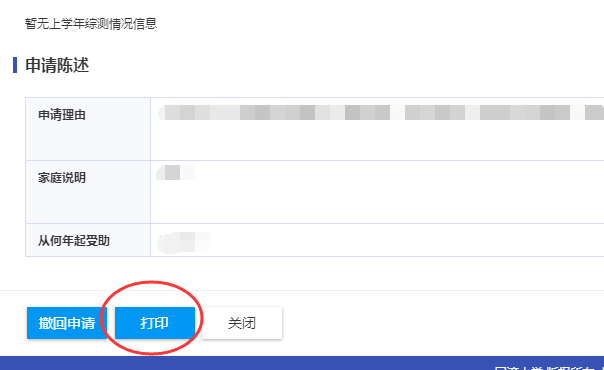 暂无上学年综测情况信息
申请陈述
申请理由
家庭说明
从何年起受助
撤回申请 打印 关闭